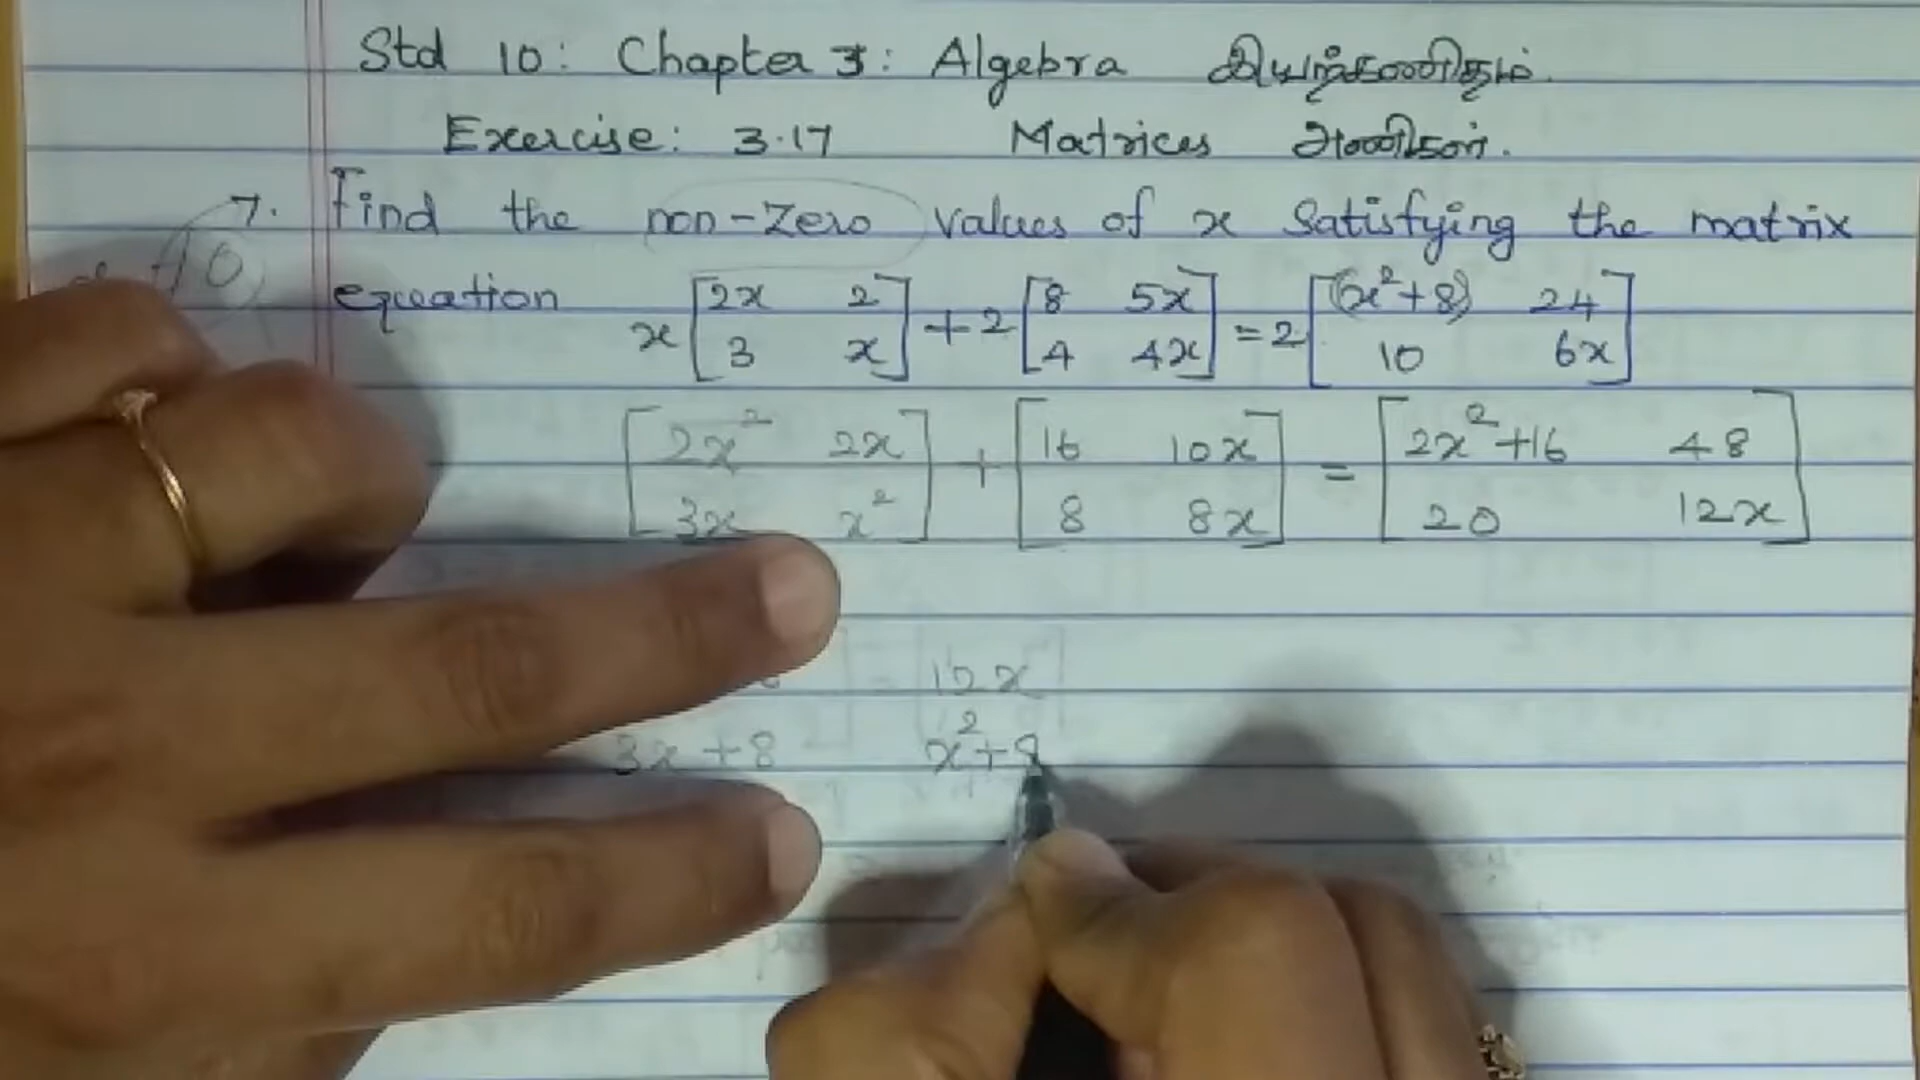 Std 10: Chapter 3: Algebra இயற்கணிதம்.
Exercise: 3.17 Matrices அணிகள்.
7. Find the non-Zero values of x Satisfying the matrix
equation x [2x 2; 3 x] + 2 [8 5x; 4 4x] = 2 [(x²+8) 24; 10 6x]
[2x² 2x; 3x x²] + [16 10x; 8 8x] = [2x²+16 48; 20 12x]
12x
3x+8 x²+8